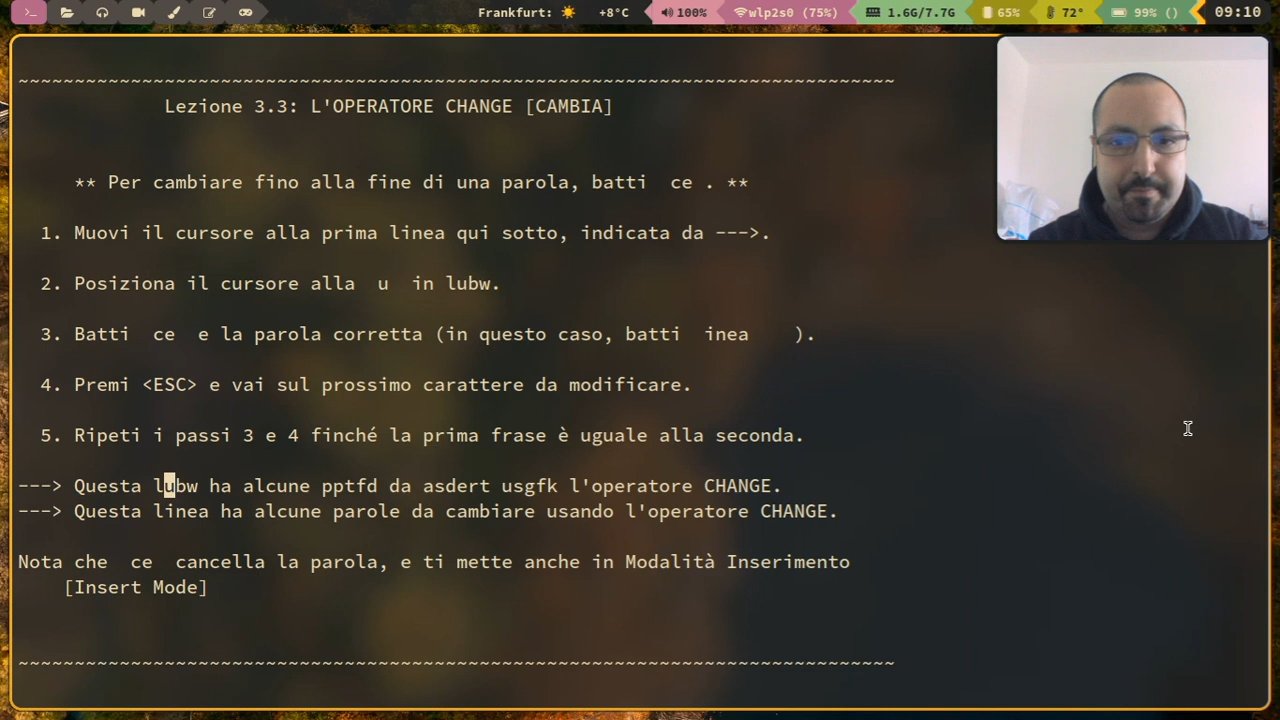 Frankfurt: +8°C 100% wlp2s0 (75%) 1.6G/7.7G 65% 72° 99% () 09:10
~~~~~~~~~~~~~~~~~~~~~~~~~~~~~~~~~~~~~~~~~~~~~~~~~~~~~~~~~~~~~~~~~~~~~~~~~~~~~~
Lezione 3.3: L'OPERATORE CHANGE [CAMBIA]
** Per cambiare fino alla fine di una parola, batti  ce . **
1. Muovi il cursore alla prima linea qui sotto, indicata da --->.
2. Posiziona il cursore alla  u  in lubw.
3. Batti  ce  e la parola corretta (in questo caso, batti  inea    ).
4. Premi <ESC> e vai sul prossimo carattere da modificare.
5. Ripeti i passi 3 e 4 finché la prima frase è uguale alla seconda.
---> Questa lubw ha alcune pptfd da asdert usgfk l'operatore CHANGE.
---> Questa linea ha alcune parole da cambiare usando l'operatore CHANGE.
Nota che  ce  cancella la parola, e ti mette anche in Modalità Inserimento
[Insert Mode]
~~~~~~~~~~~~~~~~~~~~~~~~~~~~~~~~~~~~~~~~~~~~~~~~~~~~~~~~~~~~~~~~~~~~~~~~~~~~~~